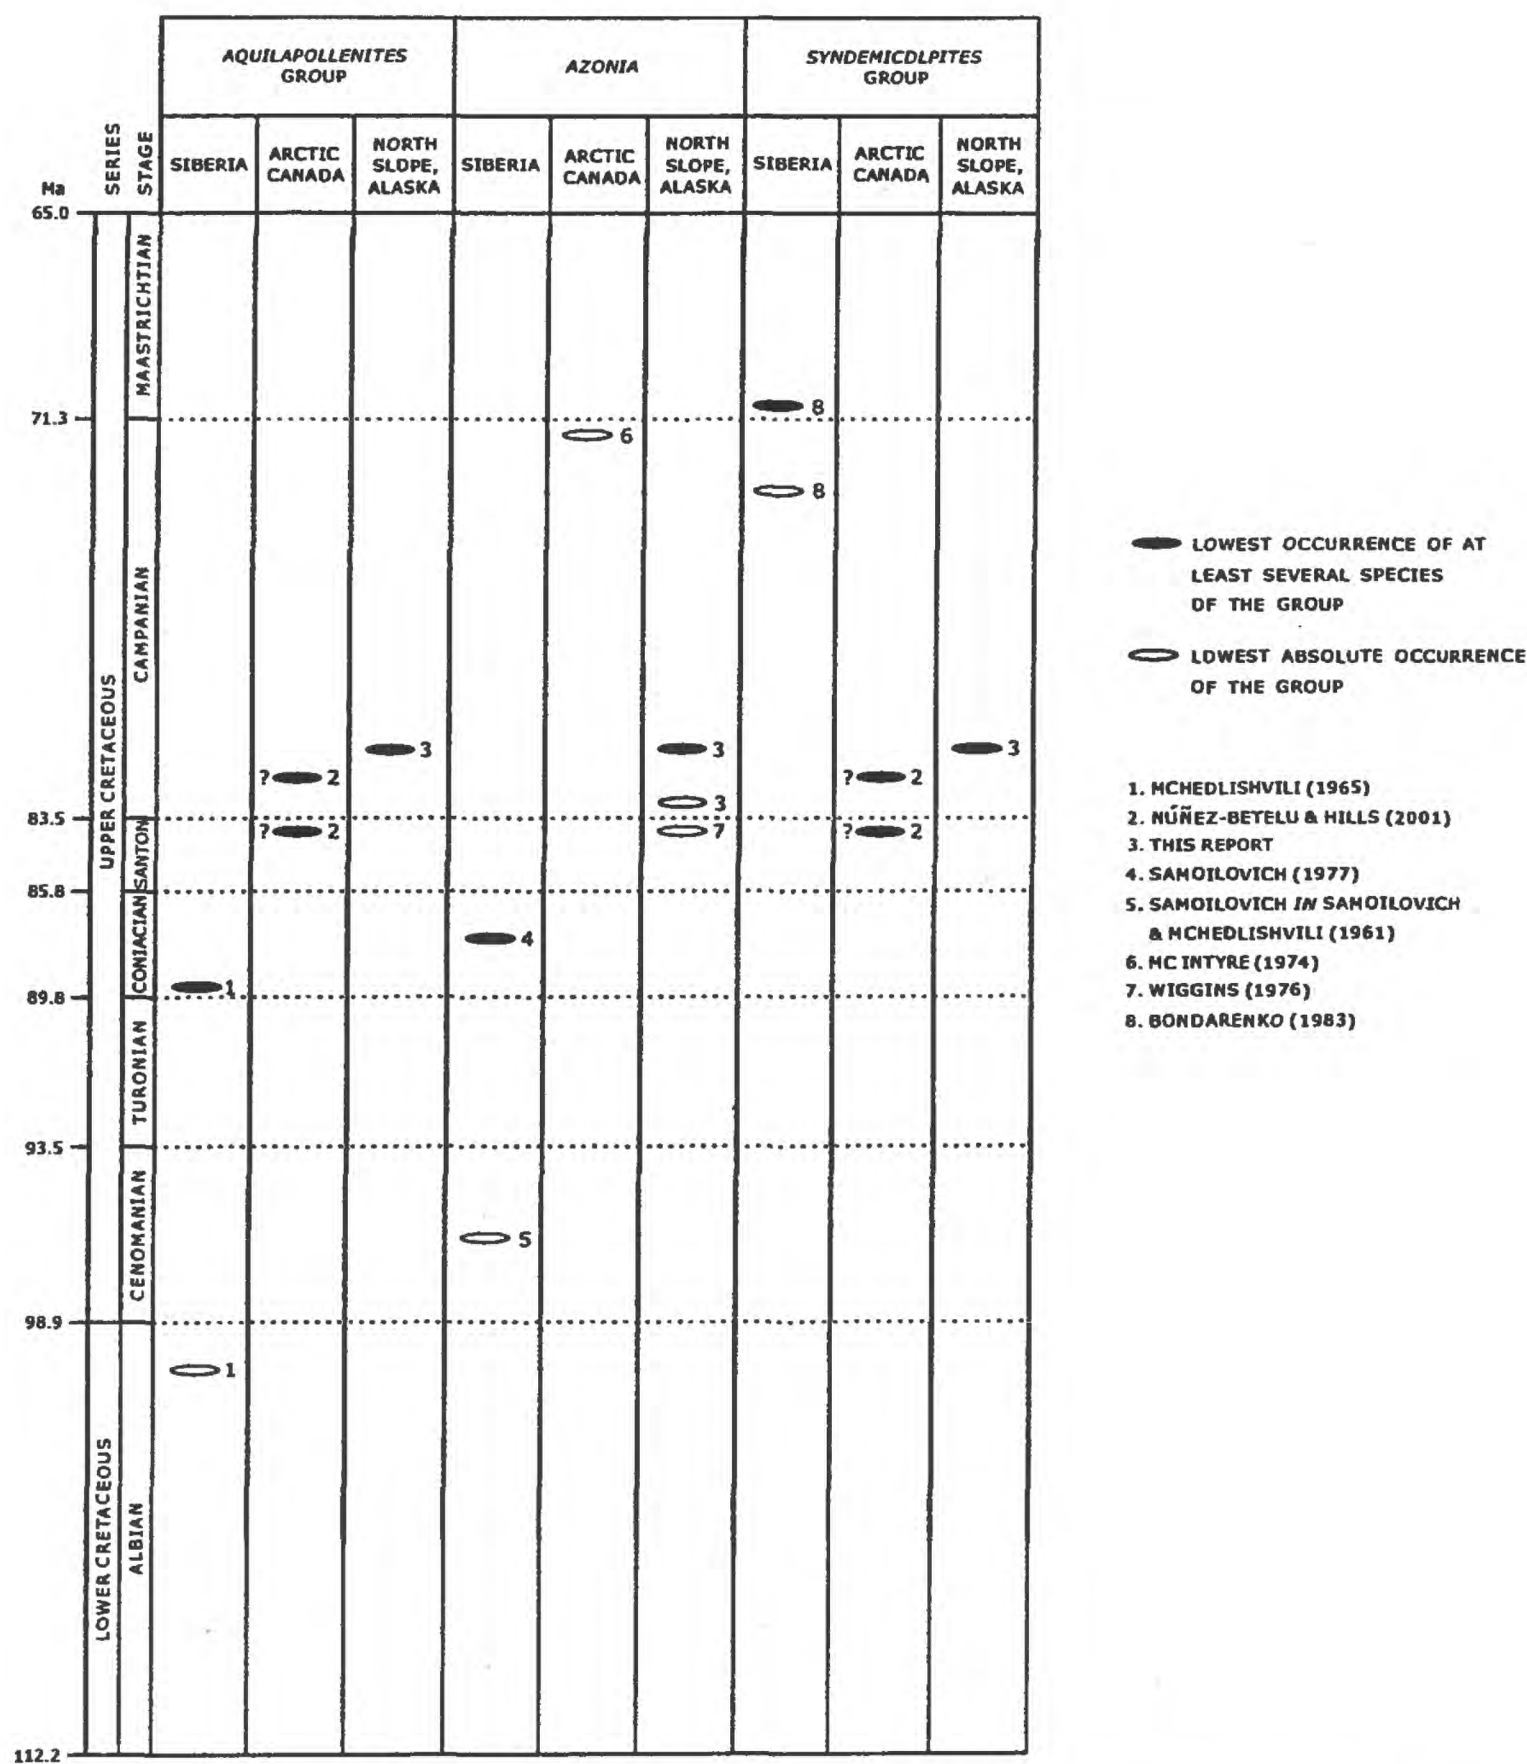 AQUILAPOLLENITES
GROUP
AZONIA
SYNDEMICDLPITES
GROUP
SERIES
STAGE
SIBERIA
ARCTIC
CANADA
NORTH
SLDPE,
ALASKA
SIBERIA
ARCTIC
CANADA
NORTH
SLOPE,
ALASKA
SIBERIA
ARCTIC
CANADA
NORTH
SLOPE,
ALASKA
Ma
65.0
MAASTRICHTIAN
8
71.3
6
8
CAMPANIAN
UPPER CRETACEOUS
3
3
3
? 2
? 2
3
83.5
? 2
7
? 2
SANTON
85.8
CONIACIAN
4
1
89.8
TURONIAN
93.5
CENOMANIAN
5
98.9
1
LOWER CRETACEOUS
ALBIAN
112.2
LOWEST OCCURRENCE OF AT
LEAST SEVERAL SPECIES
DF THE GROUP
LDWEST ABSOLUTE OCCURRENCE
OF THE GROUP
1. MCHEDLISHVILI (1965)
2. NÚÑEZ-BETELU & HILLS (2001)
3. THIS REPORT
4. SAMOILOVICH (1977)
5. SAMOILOVICH IN SAMOILOVICH
& MCHEDLISHVILI (1961)
6. MC INTYRE (1974)
7. WIGGINS (1976)
8. BONDARENKO (1983)